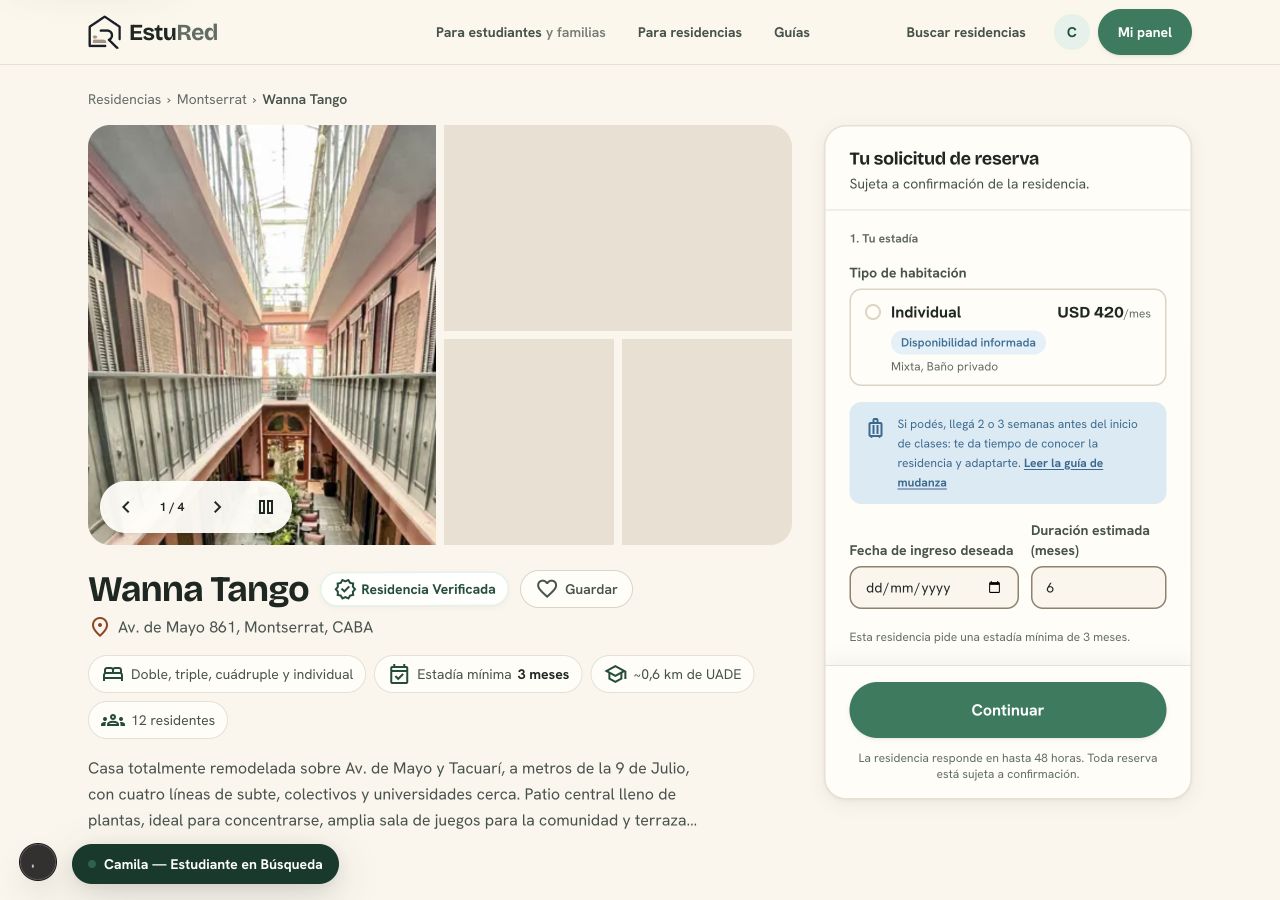 EstuRed
Para estudiantes y familias
Para residencias
Guías
Buscar residencias
C
Mi panel
Residencias › Montserrat › Wanna Tango
1 / 4
Wanna Tango
Residencia Verificada
Guardar
Av. de Mayo 861, Montserrat, CABA
Doble, triple, cuádruple y individual
Estadía mínima 3 meses
~0,6 km de UADE
12 residentes
Casa totalmente remodelada sobre Av. de Mayo y Tacuarí, a metros de la 9 de Julio,
con cuatro líneas de subte, colectivos y universidades cerca. Patio central lleno de
plantas, ideal para concentrarse, amplia sala de juegos para la comunidad y terraza…
Camila — Estudiante en Búsqueda
Tu solicitud de reserva
Sujeta a confirmación de la residencia.
1. Tu estadía
Tipo de habitación
Individual
USD 420/mes
Disponibilidad informada
Mixta, Baño privado
Si podés, llegá 2 o 3 semanas antes del inicio
de clases: te da tiempo de conocer la
residencia y adaptarte. Leer la guía de
mudanza
Fecha de ingreso deseada
dd/mm/yyyy
Duración estimada
(meses)
6
Esta residencia pide una estadía mínima de 3 meses.
Continuar
La residencia responde en hasta 48 horas. Toda reserva
está sujeta a confirmación.